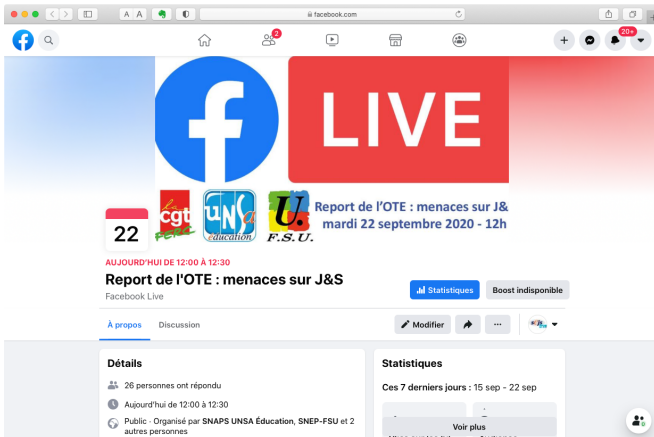 A A
facebook.com
2
20+
LIVE
la
cgt
FERC
UNSa
éducation
U.
F.S.U.
Report de l'OTE : menaces sur J&
mardi 22 septembre 2020 - 12h
22
AUJOURD'HUI DE 12:00 À 12:30
Report de l'OTE : menaces sur J&S
Facebook Live
Statistiques
Boost indisponible
À propos
Discussion
Modifier
Détails
26 personnes ont répondu
Aujourd'hui de 12:00 à 12:30
Public · Organisé par SNAPS UNSA Éducation, SNEP-FSU et 2
autres personnes
Statistiques
Ces 7 derniers jours : 15 sep - 22 sep
Voir plus